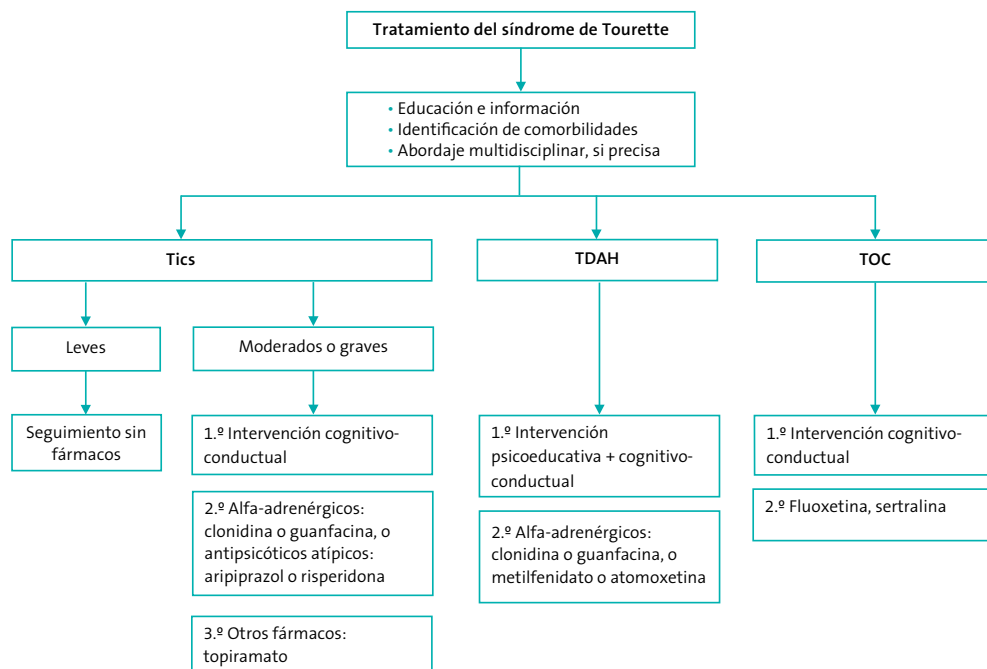 Tratamiento del síndrome de Tourette
• Educación e información
• Identificación de comorbilidades
• Abordaje multidisciplinar, si precisa
Tics
TDAH
TOC
Leves
Moderados o graves
Seguimiento sin
fármacos
1.º Intervención cognitivo-
conductual
2.º Alfa-adrenérgicos:
clonidina o guanfacina, o
antipsicóticos atípicos:
aripiprazol o risperidona
3.º Otros fármacos:
topiramato
1.º Intervención
psicoeducativa + cognitivo-
conductual
2.º Alfa-adrenérgicos:
clonidina o guanfacina, o
metilfenidato o atomoxetina
1.º Intervención cognitivo-
conductual
2.º Fluoxetina, sertralina